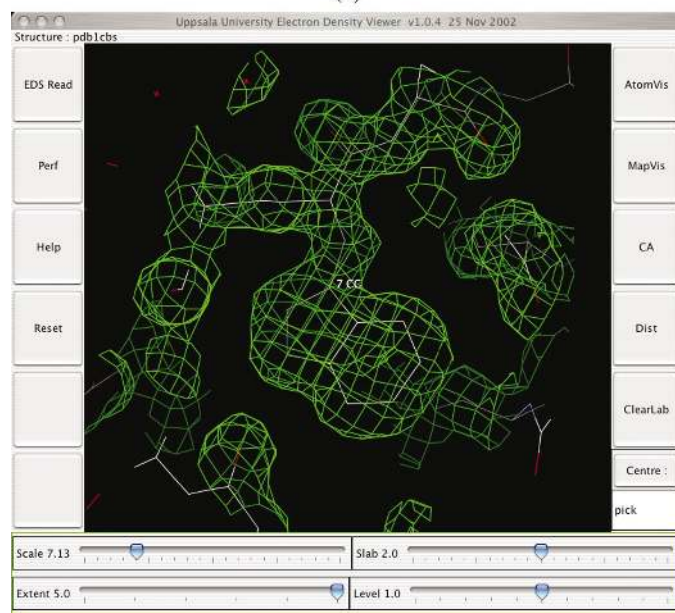 Uppsala University Electron Density Viewer v1.0.4 25 Nov 2002
Structure : pdb1cbs
EDS Read
AtomVis
Perf
MapVis
Help
CA
7 CC
Reset
Dist
ClearLab
Centre :
pick
Scale 7.13
Slab 2.0
Extent 5.0
Level 1.0